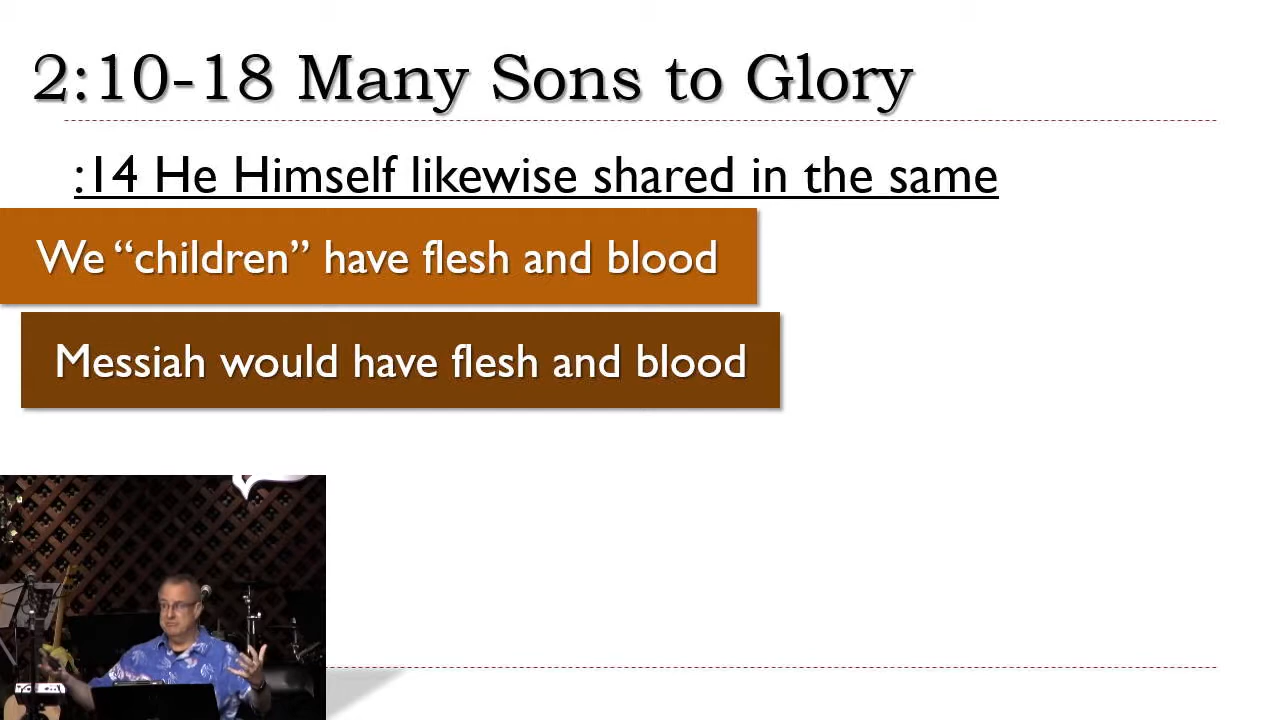 2:10-18 Many Sons to Glory
:14 He Himself likewise shared in the same
We “children” have flesh and blood
Messiah would have flesh and blood